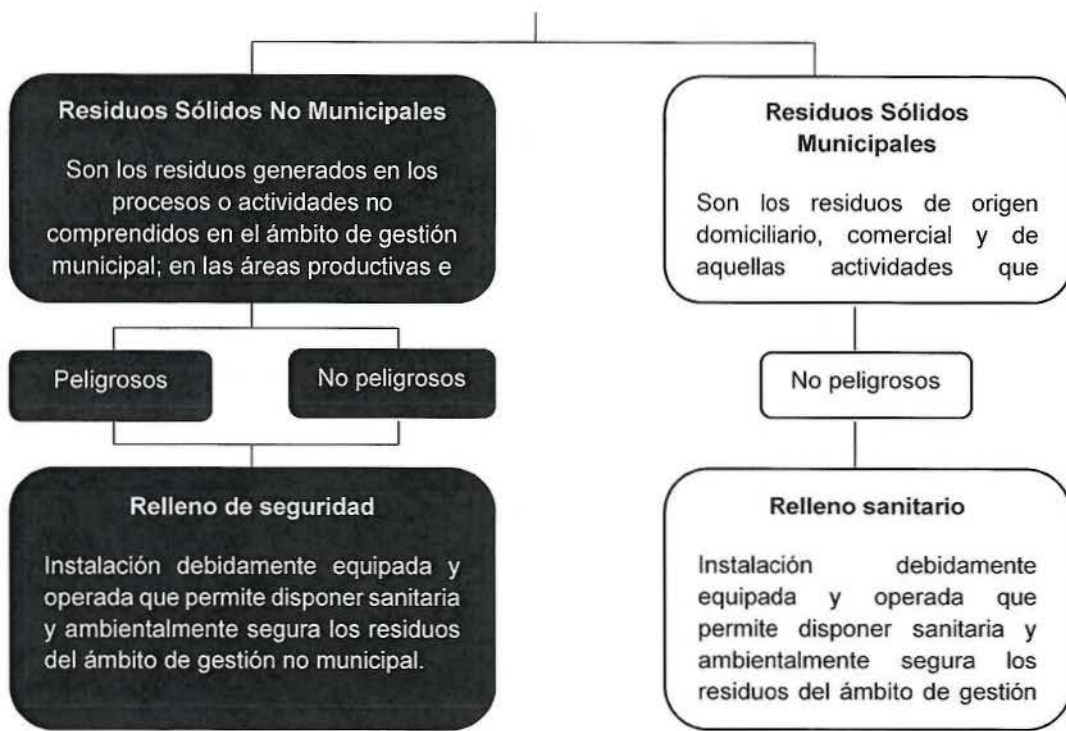 Residuos Sólidos No Municipales
Son los residuos generados en los
procesos o actividades no
comprendidos en el ámbito de gestión
municipal; en las áreas productivas e
Peligrosos
No peligrosos
Relleno de seguridad
Instalación debidamente equipada y
operada que permite disponer sanitaria
y ambientalmente segura los residuos
del ámbito de gestión no municipal.
Residuos Sólidos
Municipales
Son los residuos de origen
domiciliario, comercial y de
aquellas actividades que
No peligrosos
Relleno sanitario
Instalación debidamente
equipada y operada que
permite disponer sanitaria y
ambientalmente segura los
residuos del ámbito de gestión